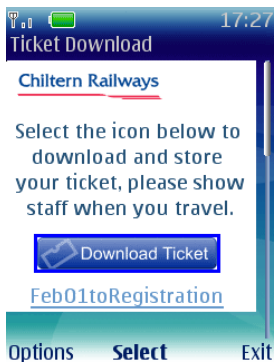 17:27
Ticket Download
Chiltern Railways
Select the icon below to
download and store
your ticket, please show
staff when you travel.
Download Ticket
Feb01toRegistration
Options Select Exit